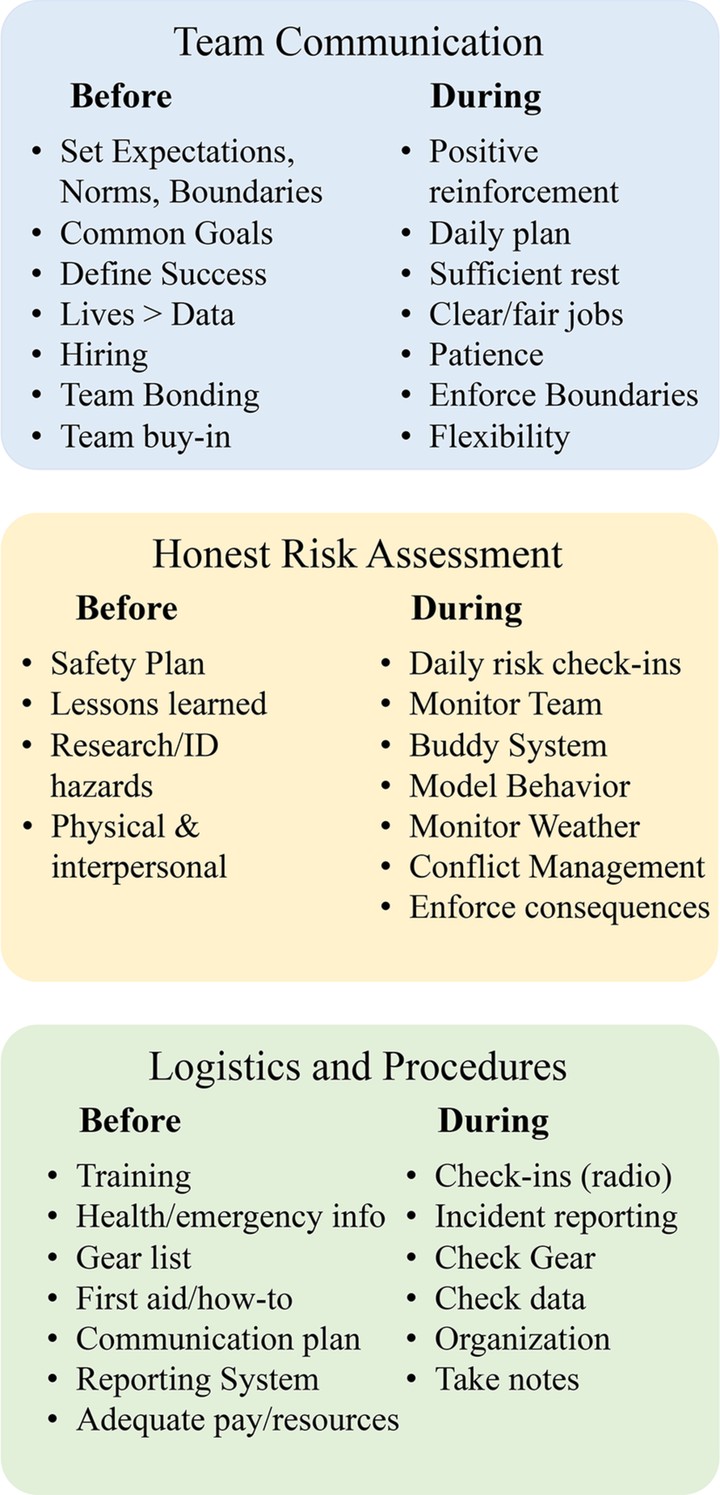 Team Communication
Before
• Set Expectations,
Norms, Boundaries
• Common Goals
• Define Success
• Lives > Data
• Hiring
• Team Bonding
• Team buy-in
During
• Positive
reinforcement
• Daily plan
• Sufficient rest
• Clear/fair jobs
• Patience
• Enforce Boundaries
• Flexibility
Honest Risk Assessment
Before
• Safety Plan
• Lessons learned
• Research/ID
hazards
• Physical &
interpersonal
During
• Daily risk check-ins
• Monitor Team
• Buddy System
• Model Behavior
• Monitor Weather
• Conflict Management
• Enforce consequences
Logistics and Procedures
Before
• Training
• Health/emergency info
• Gear list
• First aid/how-to
• Communication plan
• Reporting System
• Adequate pay/resources
During
• Check-ins (radio)
• Incident reporting
• Check Gear
• Check data
• Organization
• Take notes